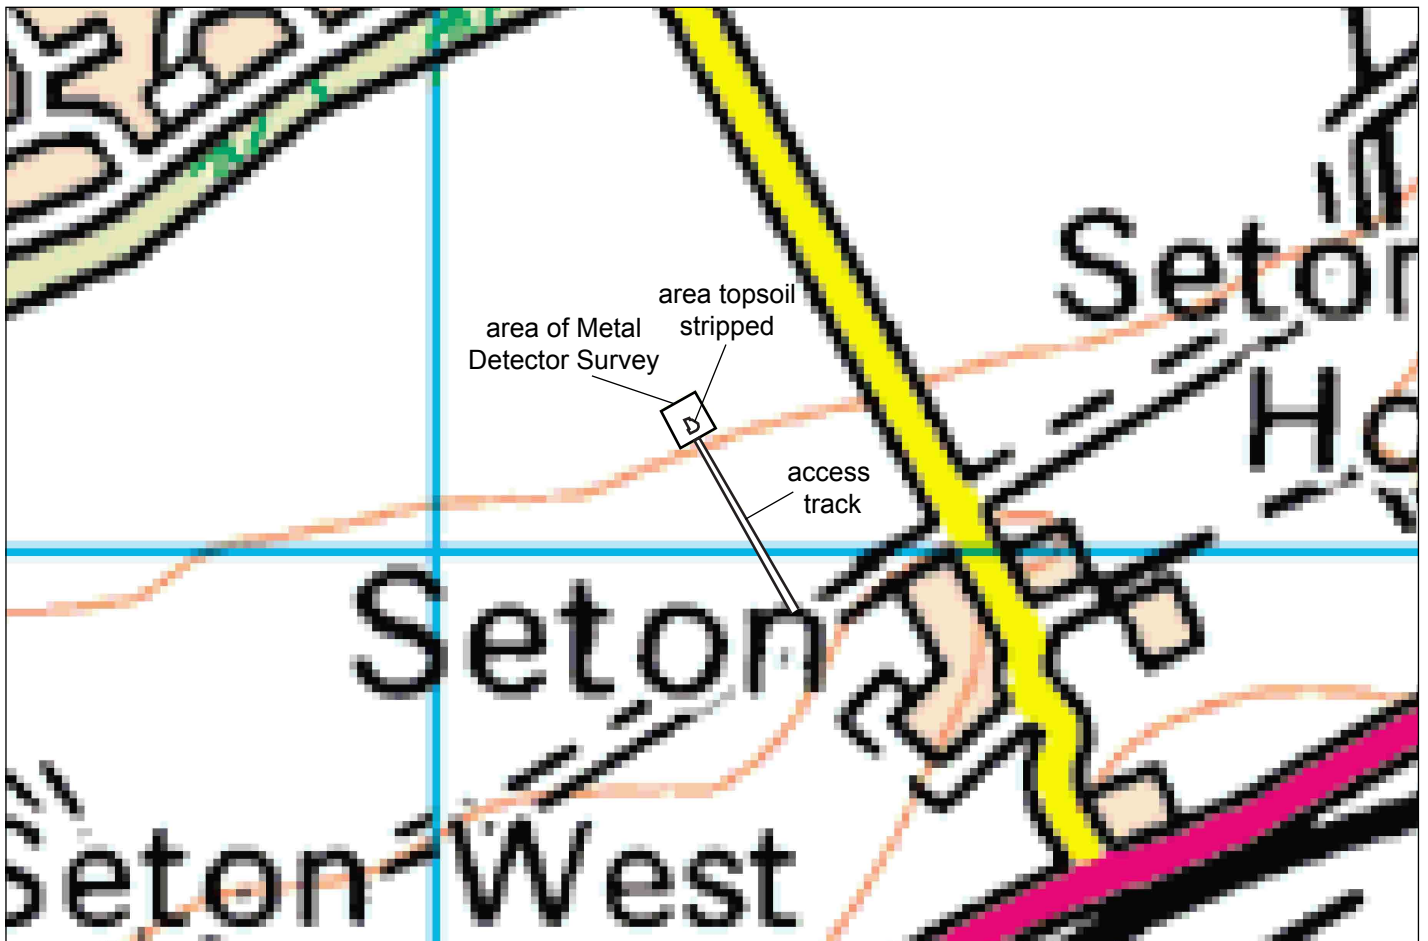 area topsoil
stripped
area of Metal
Detector Survey
Seton
Ho
access
track
Seton
Seton West